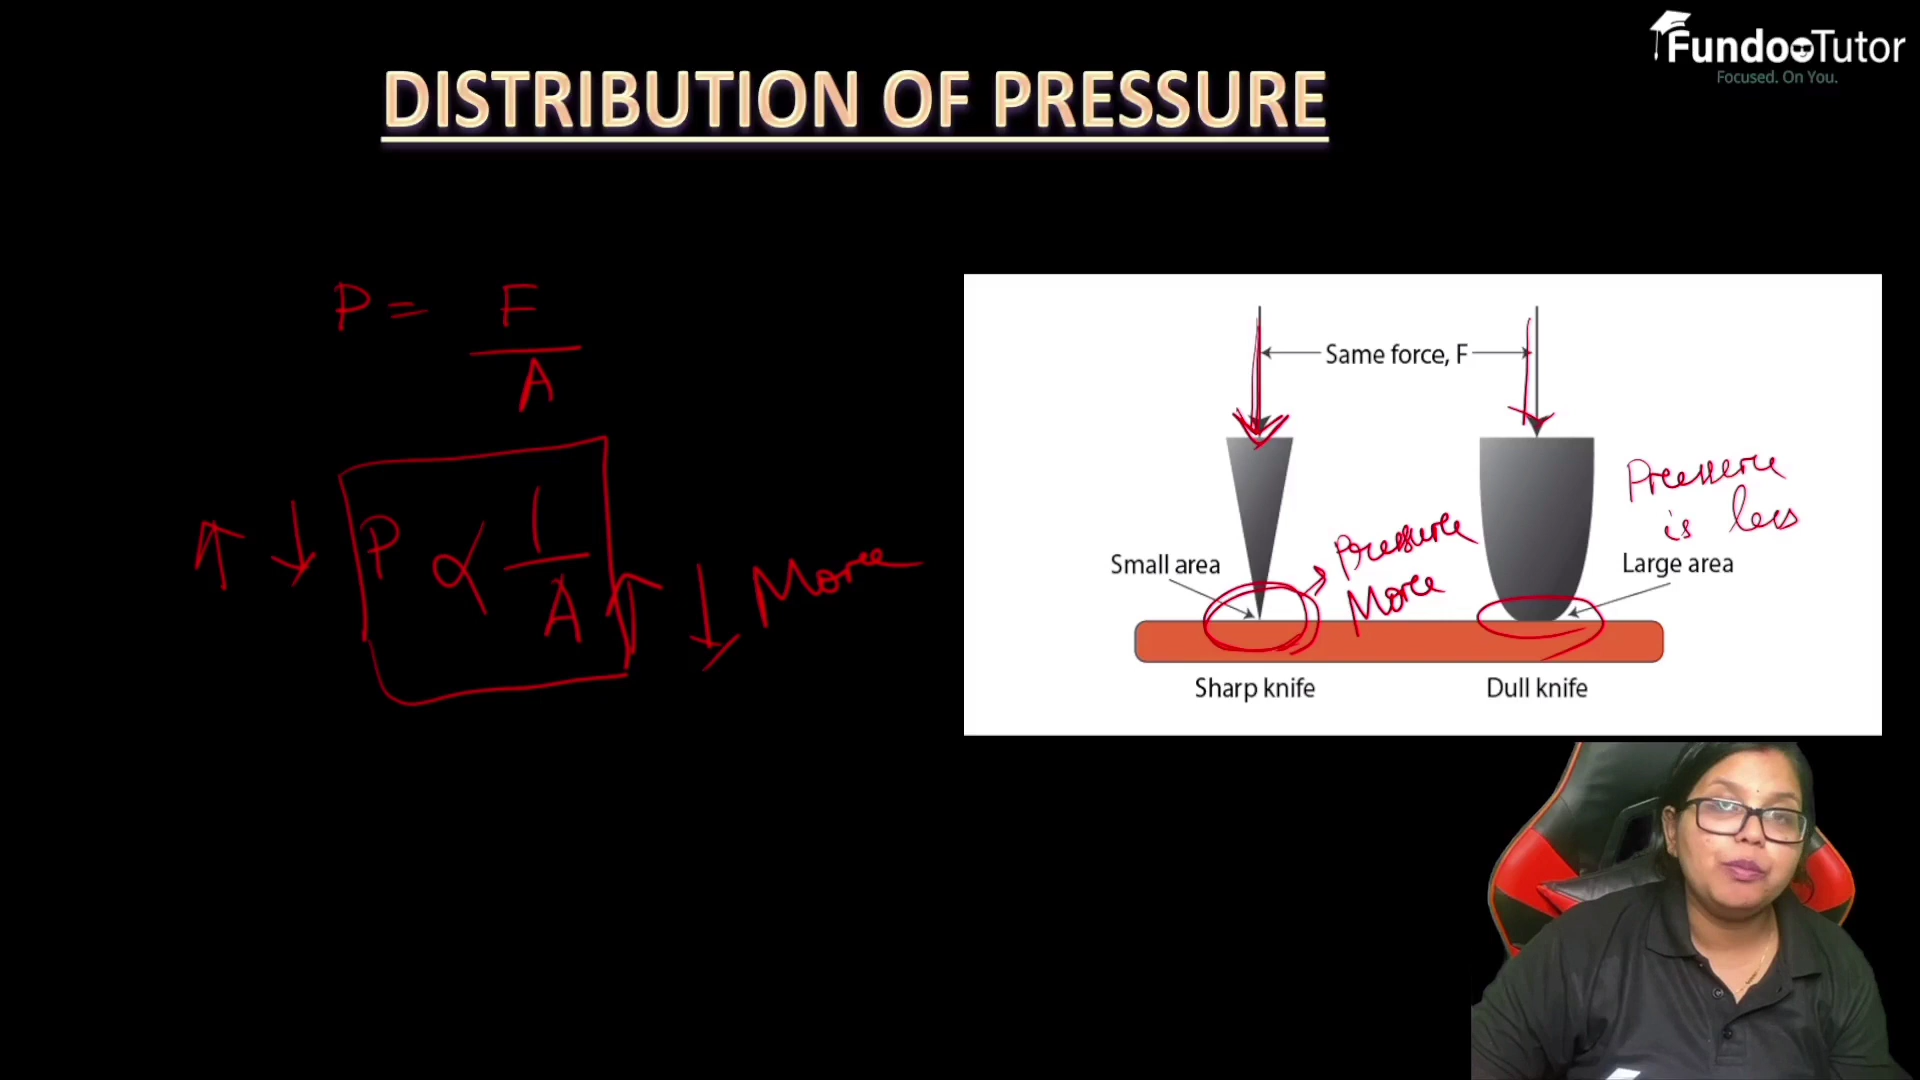 FundooTutor
Focused. On You.
DISTRIBUTION OF PRESSURE
P = F
A
P ∝ 1
A
↑ ↓
↑ ↓ More
Same force, F
Pressure
is less
Pressure
More
Small area
Large area
Sharp knife
Dull knife